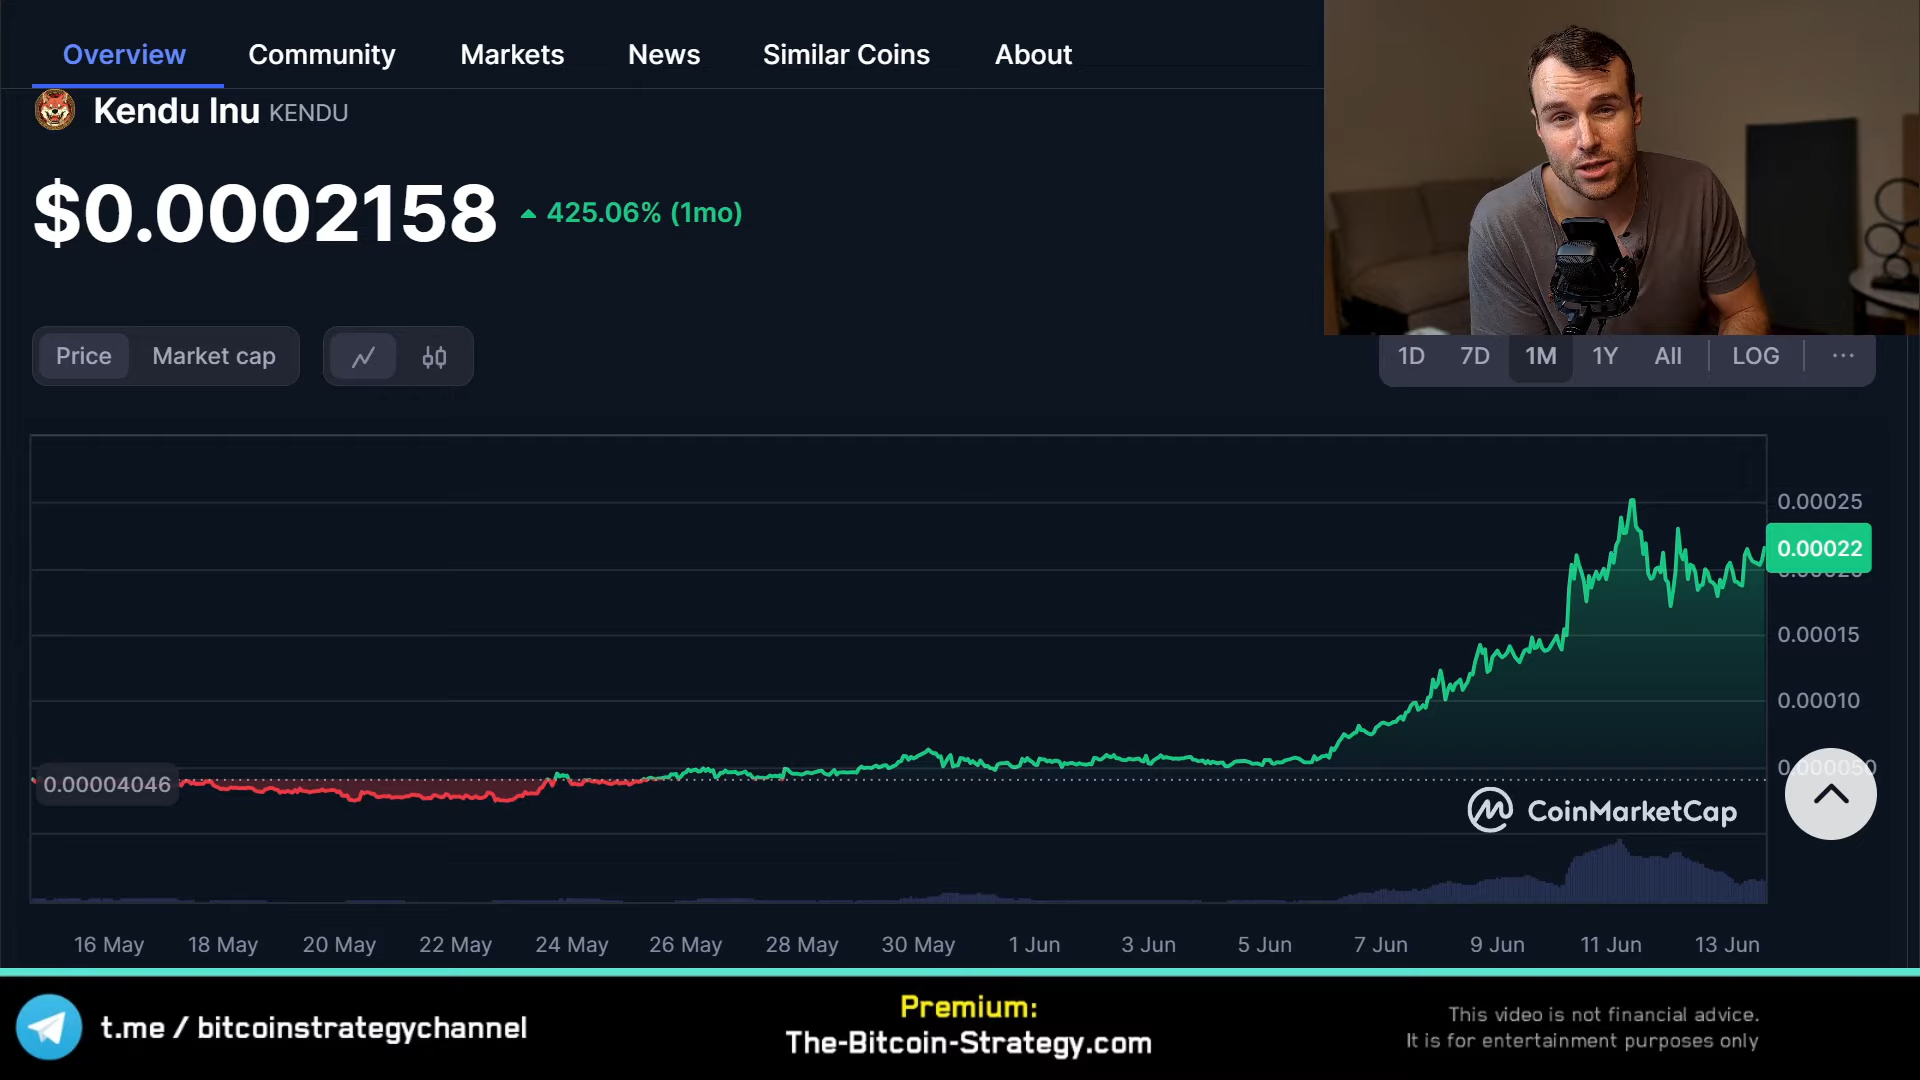 Overview Community Markets News Similar Coins About
Kendu Inu KENDU
$0.0002158 425.06% (1mo)
Price Market cap
1D 7D 1M 1Y All LOG ...
0.00025
0.00022
0.00015
0.00010
0.000050
0.00004046
CoinMarketCap
16 May 18 May 20 May 22 May 24 May 26 May 28 May 30 May 1 Jun 3 Jun 5 Jun 7 Jun 9 Jun 11 Jun 13 Jun
t.me / bitcoinstrategychannel
Premium:
The-Bitcoin-Strategy.com
This video is not financial advice.
It is for entertainment purposes only